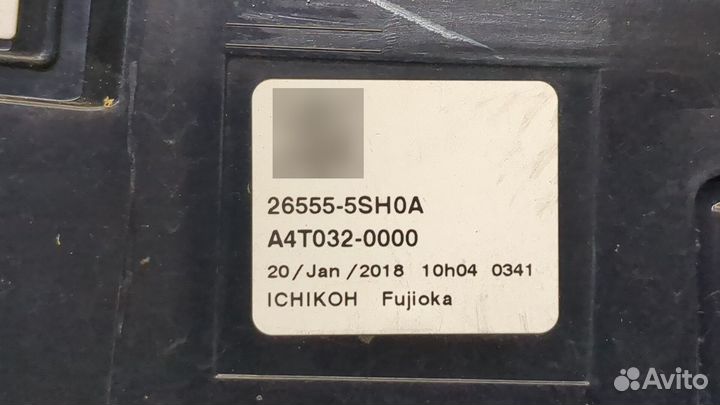 26555-5SH0A
A4T032-0000
20/Jan/2018 10h04 0341
ICHIKOH Fujioka
Avito